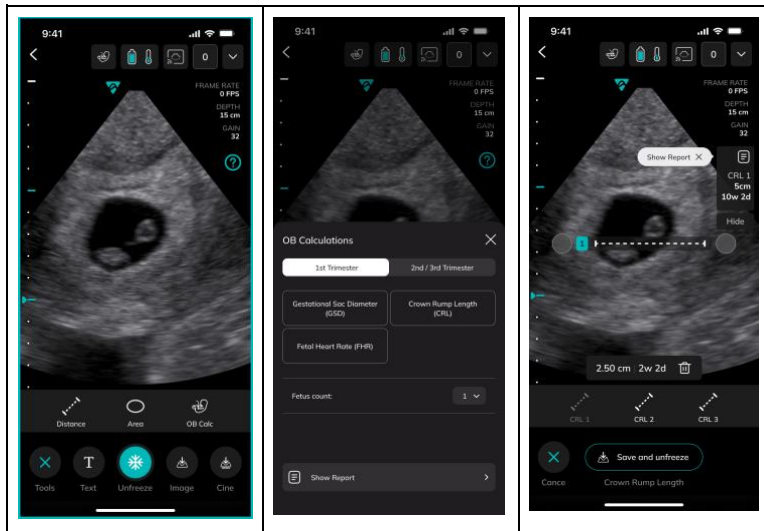 9:41
0
FRAME RATE
0 FPS
DEPTH
15 cm
GAIN
32
?
Distance
Area
OB Calc
Tools
T
Text
Unfreeze
Image
Cine
9:41
0
FRAME RATE
0 FPS
DEPTH
15 cm
GAIN
32
?
OB Calculations
1st Trimester
2nd / 3rd Trimester
Gestational Sac Diameter
(GSD)
Crown Rump Length
(CRL)
Fetal Heart Rate (FHR)
Fetus count:
1
Show Report
9:41
0
FRAME RATE
0 FPS
DEPTH
15 cm
GAIN
32
Show Report
CRL 1
5cm
10w 2d
Hide
1
2.50 cm 2w 2d
CRL 1
CRL 2
CRL 3
Save and unfreeze
Cance
Crown Rump Length